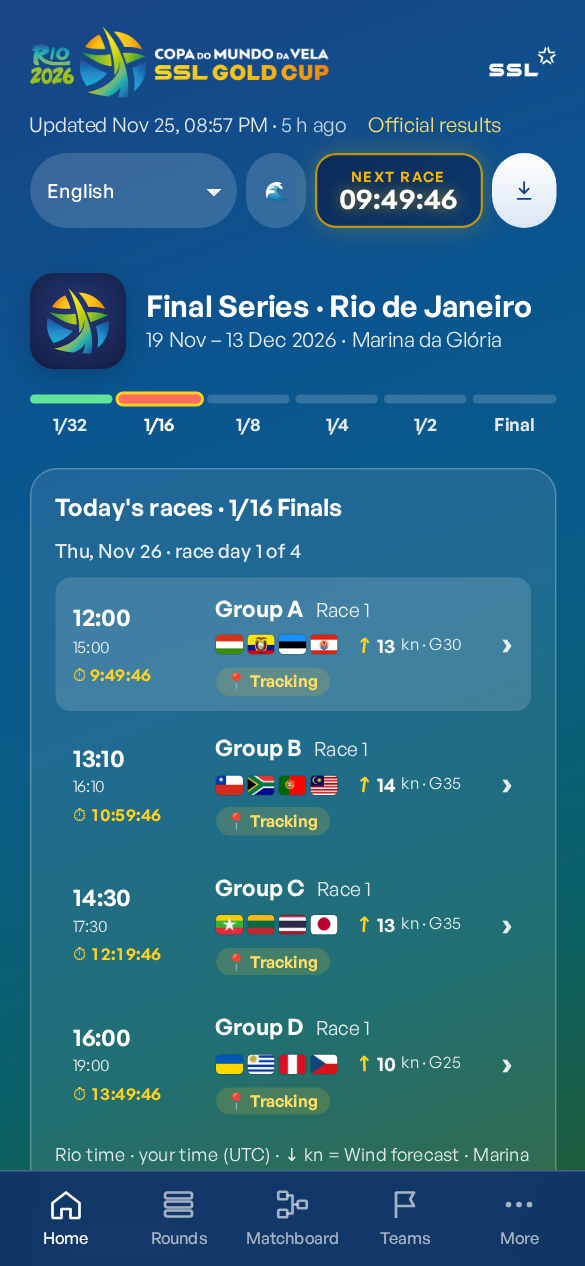 RIO 2026
COPA DO MUNDO DA VELA
SSL GOLD CUP
SSL
Updated Nov 25, 08:57 PM · 5 h ago Official results
English
NEXT RACE
09:49:46
Final Series · Rio de Janeiro
19 Nov – 13 Dec 2026 · Marina da Glória
1/32 1/16 1/8 1/4 1/2 Final
Today's races · 1/16 Finals
Thu, Nov 26 · race day 1 of 4
12:00 Group A Race 1
15:00 ↑ 13 kn · G30 ›
⏱ 9:49:46 📍 Tracking
13:10 Group B Race 1
16:10 ↑ 14 kn · G35 ›
⏱ 10:59:46 📍 Tracking
14:30 Group C Race 1
17:30 ↑ 13 kn · G35 ›
⏱ 12:19:46 📍 Tracking
16:00 Group D Race 1
19:00 ↑ 10 kn · G25 ›
⏱ 13:49:46 📍 Tracking
Rio time · your time (UTC) · ↓ kn = Wind forecast · Marina
Home Rounds Matchboard Teams More